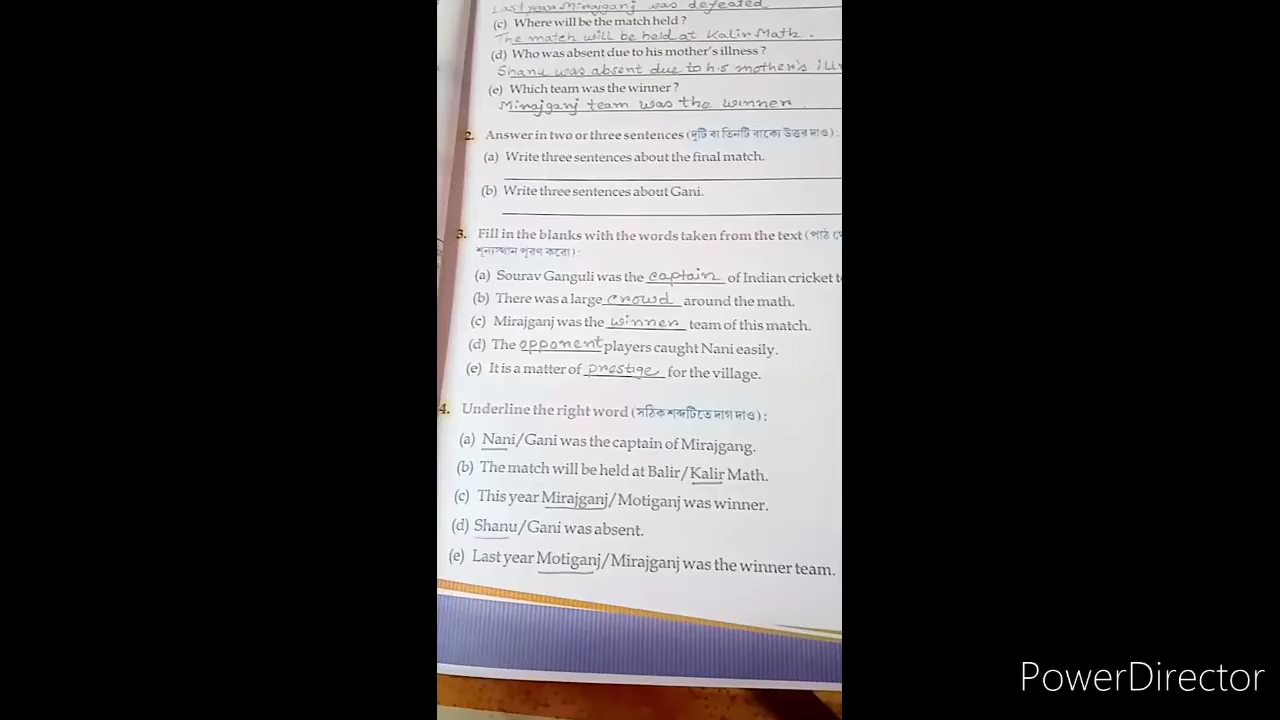 Last year Mirajganj was defeated.
(c) Where will be the match held ?
The match will be held at Kalir Math.
(d) Who was absent due to his mother's illness ?
Shanu was absent due to his mother's
(e) Which team was the winner ?
Mirajganj team was the winner.
2. Answer in two or three sentences (দুটি বা তিনটি বাক্যে উত্তর দাও) :
(a) Write three sentences about the final match.
(b) Write three sentences about Gani.
3. Fill in the blanks with the words taken from the text (পাঠ
শূন্যস্থান পূরণ করো) :
(a) Sourav Ganguli was the captain of Indian cricket
(b) There was a large crowd around the math.
(c) Mirajganj was the winner team of this match.
(d) The opponent players caught Nani easily.
(e) It is a matter of prestige for the village.
4. Underline the right word (সঠিক শব্দটিতে দাগ দাও) :
(a) Nani/Gani was the captain of Mirajgang.
(b) The match will be held at Balir/Kalir Math.
(c) This year Mirajganj/Motiganj was winner.
(d) Shanu/Gani was absent.
(e) Last year Motiganj/Mirajganj was the winner team.
PowerDirector